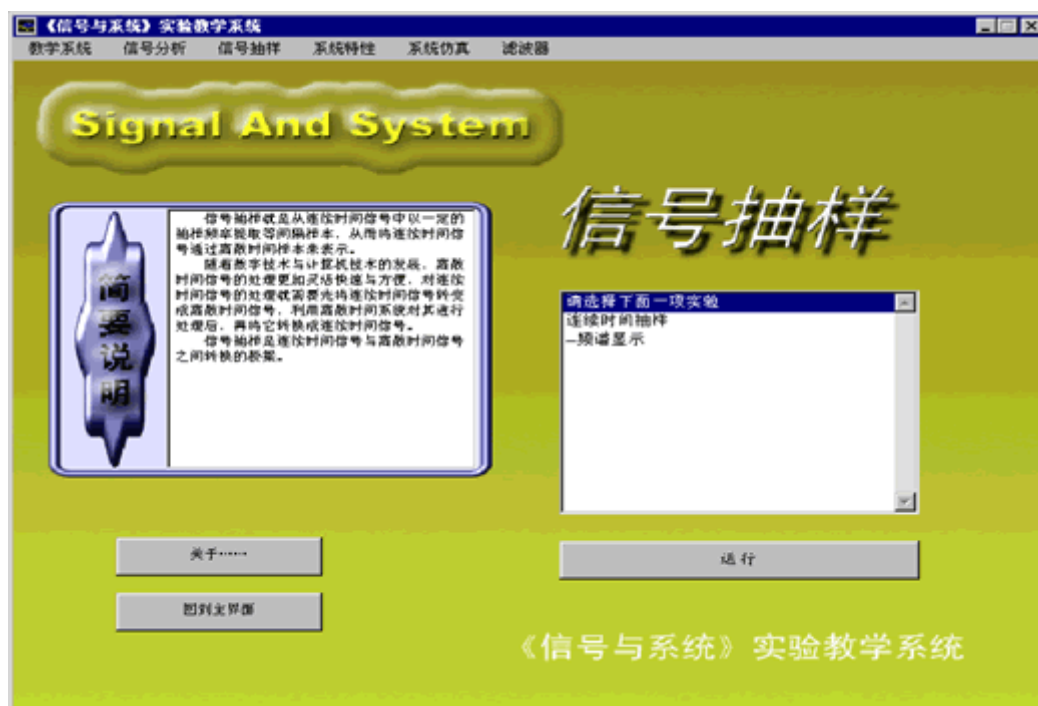 《信号与系统》实验教学系统
教学系统 信号分析 信号抽样 系统特性 系统仿真 滤波器
Signal And System
信号抽样
简要说明
信号抽样就是从连续时间信号中以一定的
抽样频率提取等间隔样本，从而将连续时间信
号通过离散时间样本来表示。
随着数字技术与计算机技术的发展，离散
时间信号的处理更加灵活快速与方便，对连续
时间信号的处理就需要先将连续时间信号转变
成离散时间信号，利用离散时间系统对其进行
处理后，再将它转换成连续时间信号。
信号抽样是连续时间信号与离散时间信号
之间转换的桥梁。
请选择下面一项实验
连续时间抽样
--频谱显示
关于……
回到主界面
运行
《信号与系统》实验教学系统